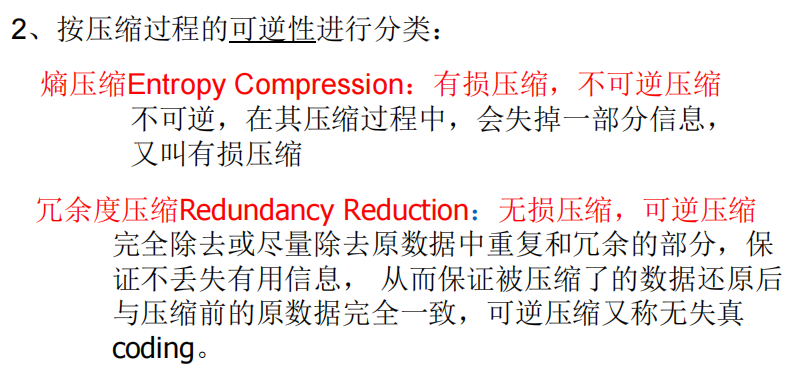 2、按压缩过程的可逆性进行分类：
熵压缩Entropy Compression：有损压缩，不可逆压缩
不可逆，在其压缩过程中，会失掉一部分信息，
又叫有损压缩
冗余度压缩Redundancy Reduction：无损压缩，可逆压缩
完全除去或尽量除去原数据中重复和冗余的部分，保
证不丢失有用信息， 从而保证被压缩了的数据还原后
与压缩前的原数据完全一致，可逆压缩又称无失真
coding。